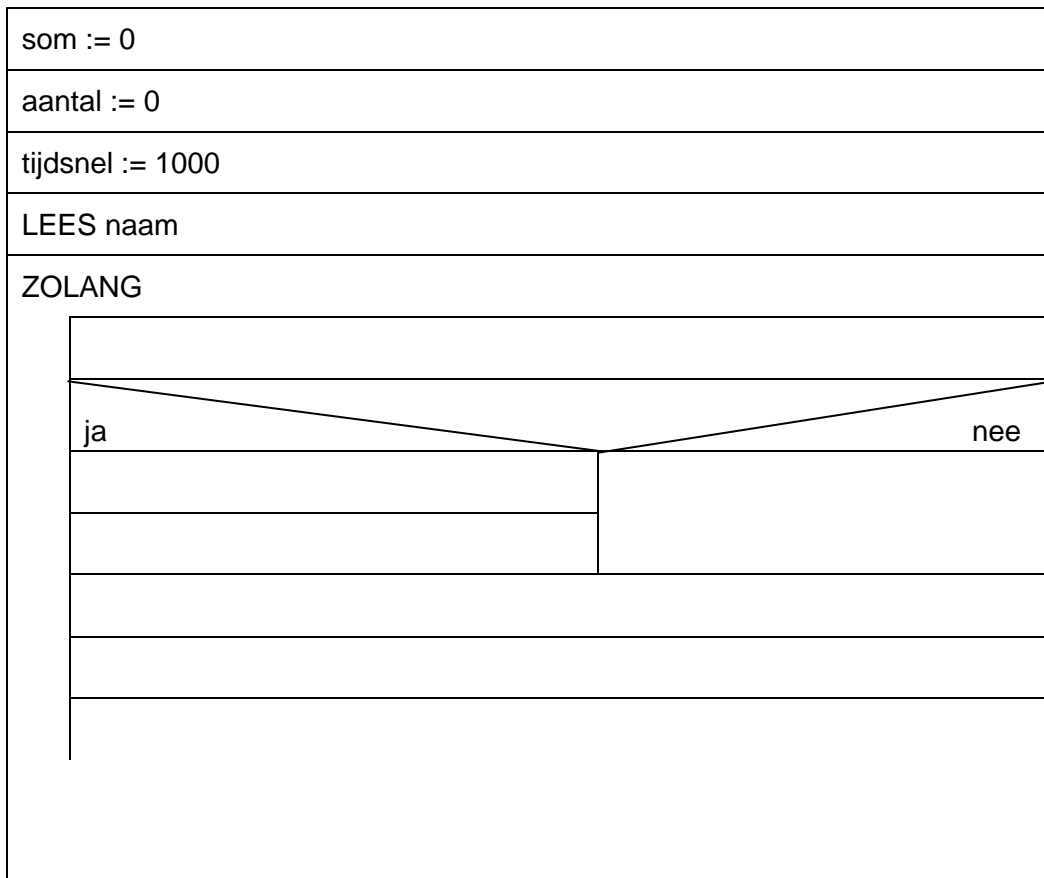 som := 0
aantal := 0
tijdsnel := 1000
LEES naam
ZOLANG
ja nee